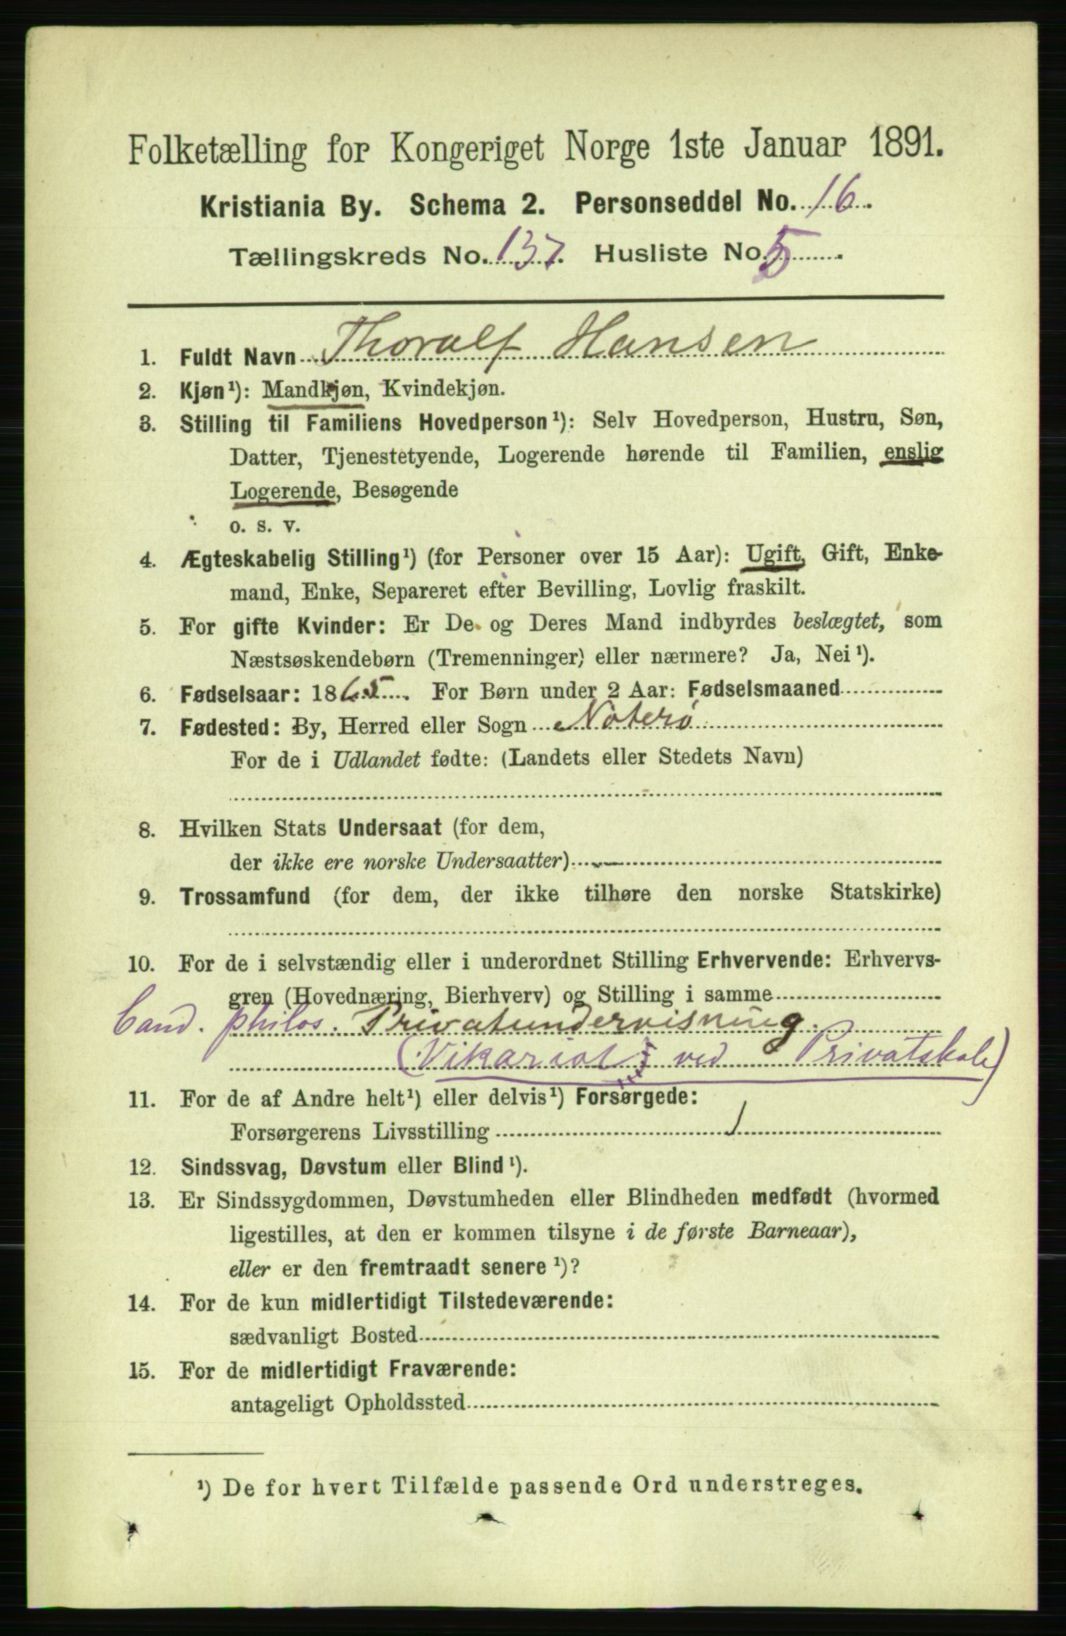 Folketælling for Kongeriget Norge 1ste Januar 1891.
Kristiania By. Schema 2. Personseddel No. 16.
Tællingskreds No. 137. Husliste No. 5.
1. Fuldt Navn Thoralf Hansen
2. Kjøn¹): Mandkjøn, Kvindekjøn.
3. Stilling til Familiens Hovedperson¹): Selv Hovedperson, Hustru, Søn,
Datter, Tjenestetyende, Logerende hørende til Familien, enslig
Logerende, Besøgende
o. s. v.
4. Ægteskabelig Stilling¹) (for Personer over 15 Aar): Ugift, Gift, Enke-
mand, Enke, Separeret efter Bevilling, Lovlig fraskilt.
5. For gifte Kvinder: Er De og Deres Mand indbyrdes beslægtet, som
Næstsøskendebørn (Tremenninger) eller nærmere? Ja, Nei¹).
6. Fødselsaar: 1865. For Børn under 2 Aar: Fødselsmaaned
7. Fødested: By, Herred eller Sogn Nøterø
For de i Udlandet fødte: (Landets eller Stedets Navn)
8. Hvilken Stats Undersaat (for dem,
der ikke ere norske Undersaatter)
9. Trossamfund (for dem, der ikke tilhøre den norske Statskirke)
10. For de i selvstændig eller i underordnet Stilling Erhvervende: Erhvervs-
gren (Hovednæring, Bierhverv) og Stilling i samme
Cand. philos. Privatundervisning.
(Vikariat ved Privatskole)
11. For de af Andre helt¹) eller delvis¹) Forsørgede:
Forsørgerens Livsstilling
12. Sindssvag, Døvstum eller Blind¹).
13. Er Sindssygdommen, Døvstumheden eller Blindheden medfødt (hvormed
ligestilles, at den er kommen tilsyne i de første Barneaar),
eller er den fremtraadt senere¹)?
14. For de kun midlertidigt Tilstedeværende:
sædvanligt Bosted
15. For de midlertidigt Fraværende:
antageligt Opholdssted
¹) De for hvert Tilfælde passende Ord understreges.